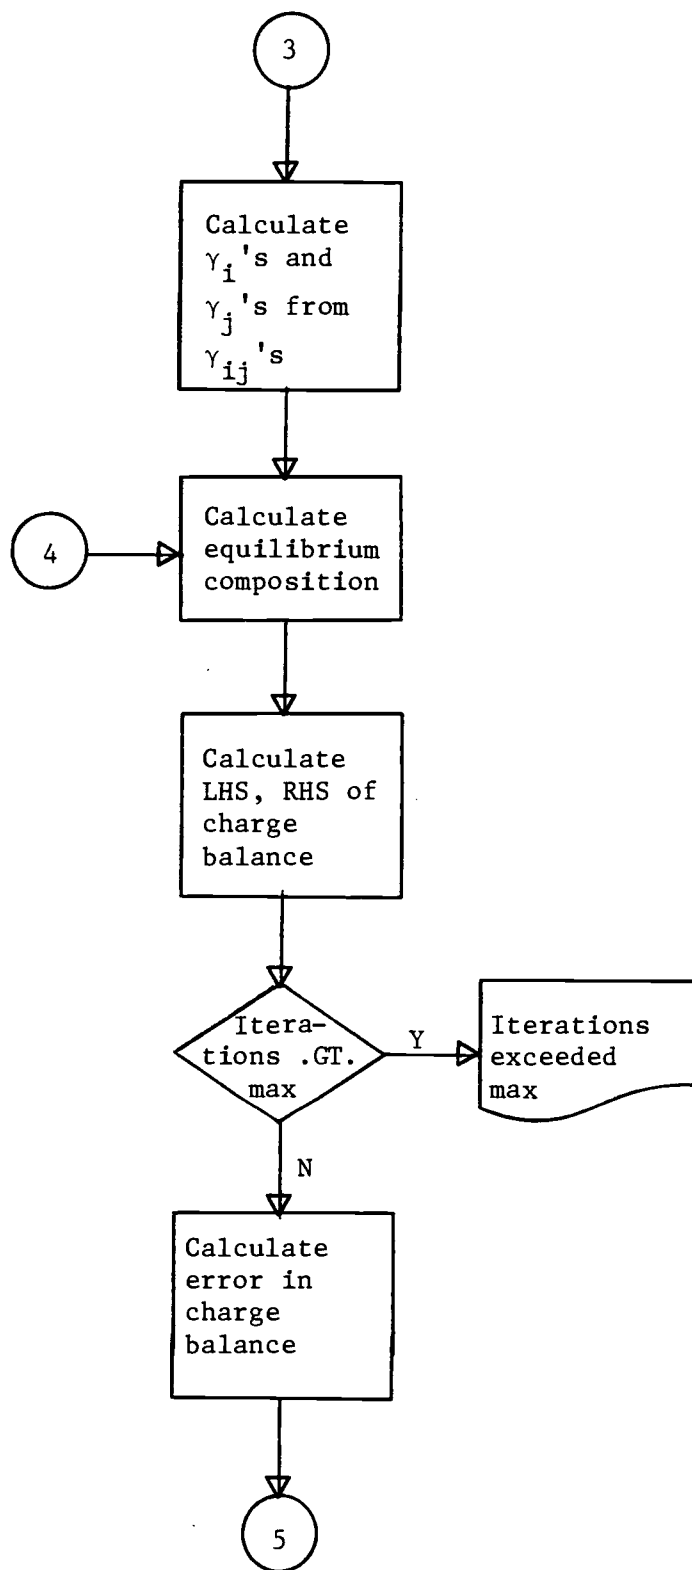 3
Calculate
γi's and
γj's from
γij's
4
Calculate
equilibrium
composition
Calculate
LHS, RHS of
charge
balance
Itera-
tions .GT.
max
Y
Iterations
exceeded
max
N
Calculate
error in
charge
balance
5